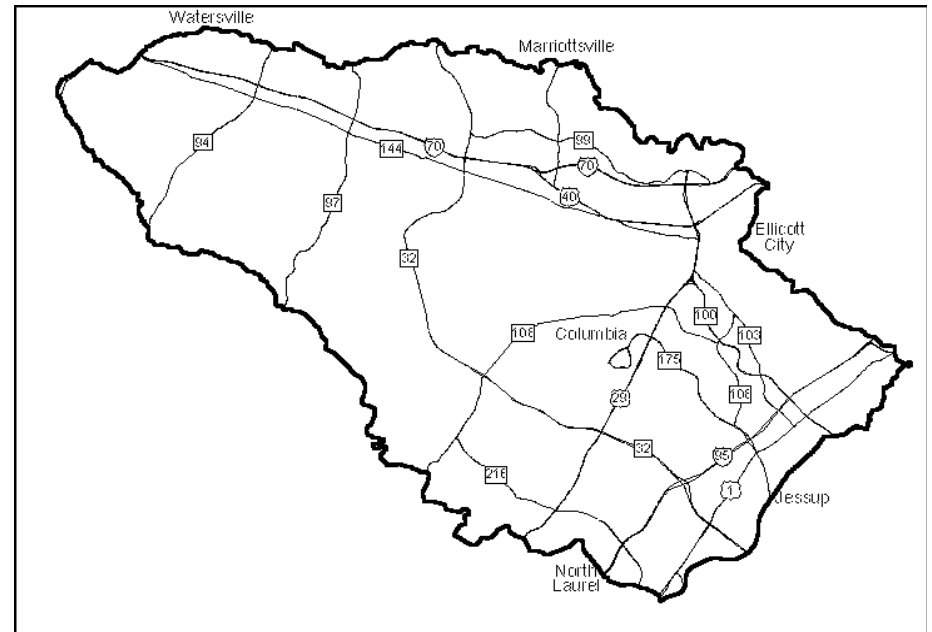 Watersville
Marriottsville
94
144
70
99
70
97
40
Ellicott
City
32
108
Columbia
100
103
175
29
108
32
95
216
1
Jessup
North
Laurel